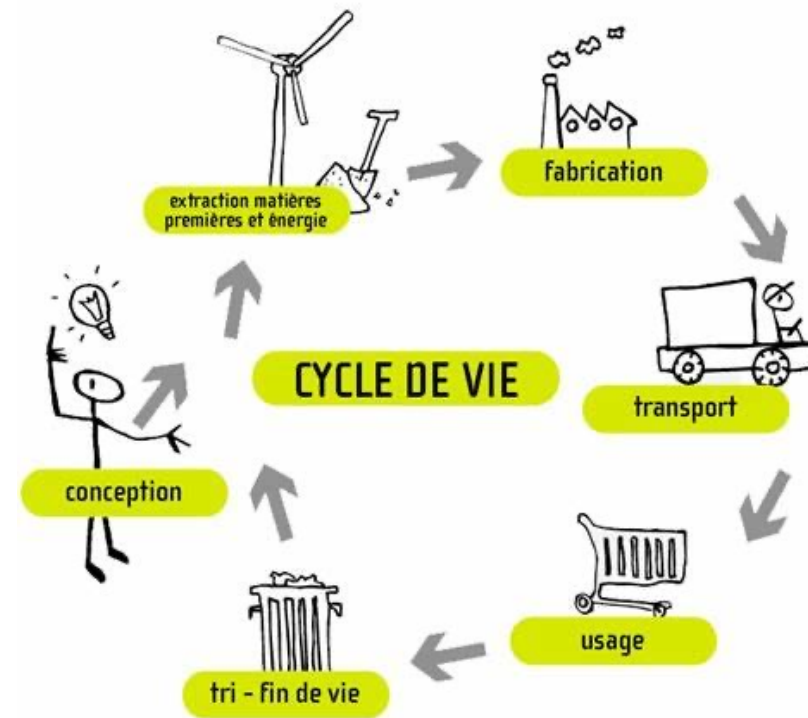 extraction matières
premières et énergie
fabrication
CYCLE DE VIE
transport
conception
usage
tri - fin de vie